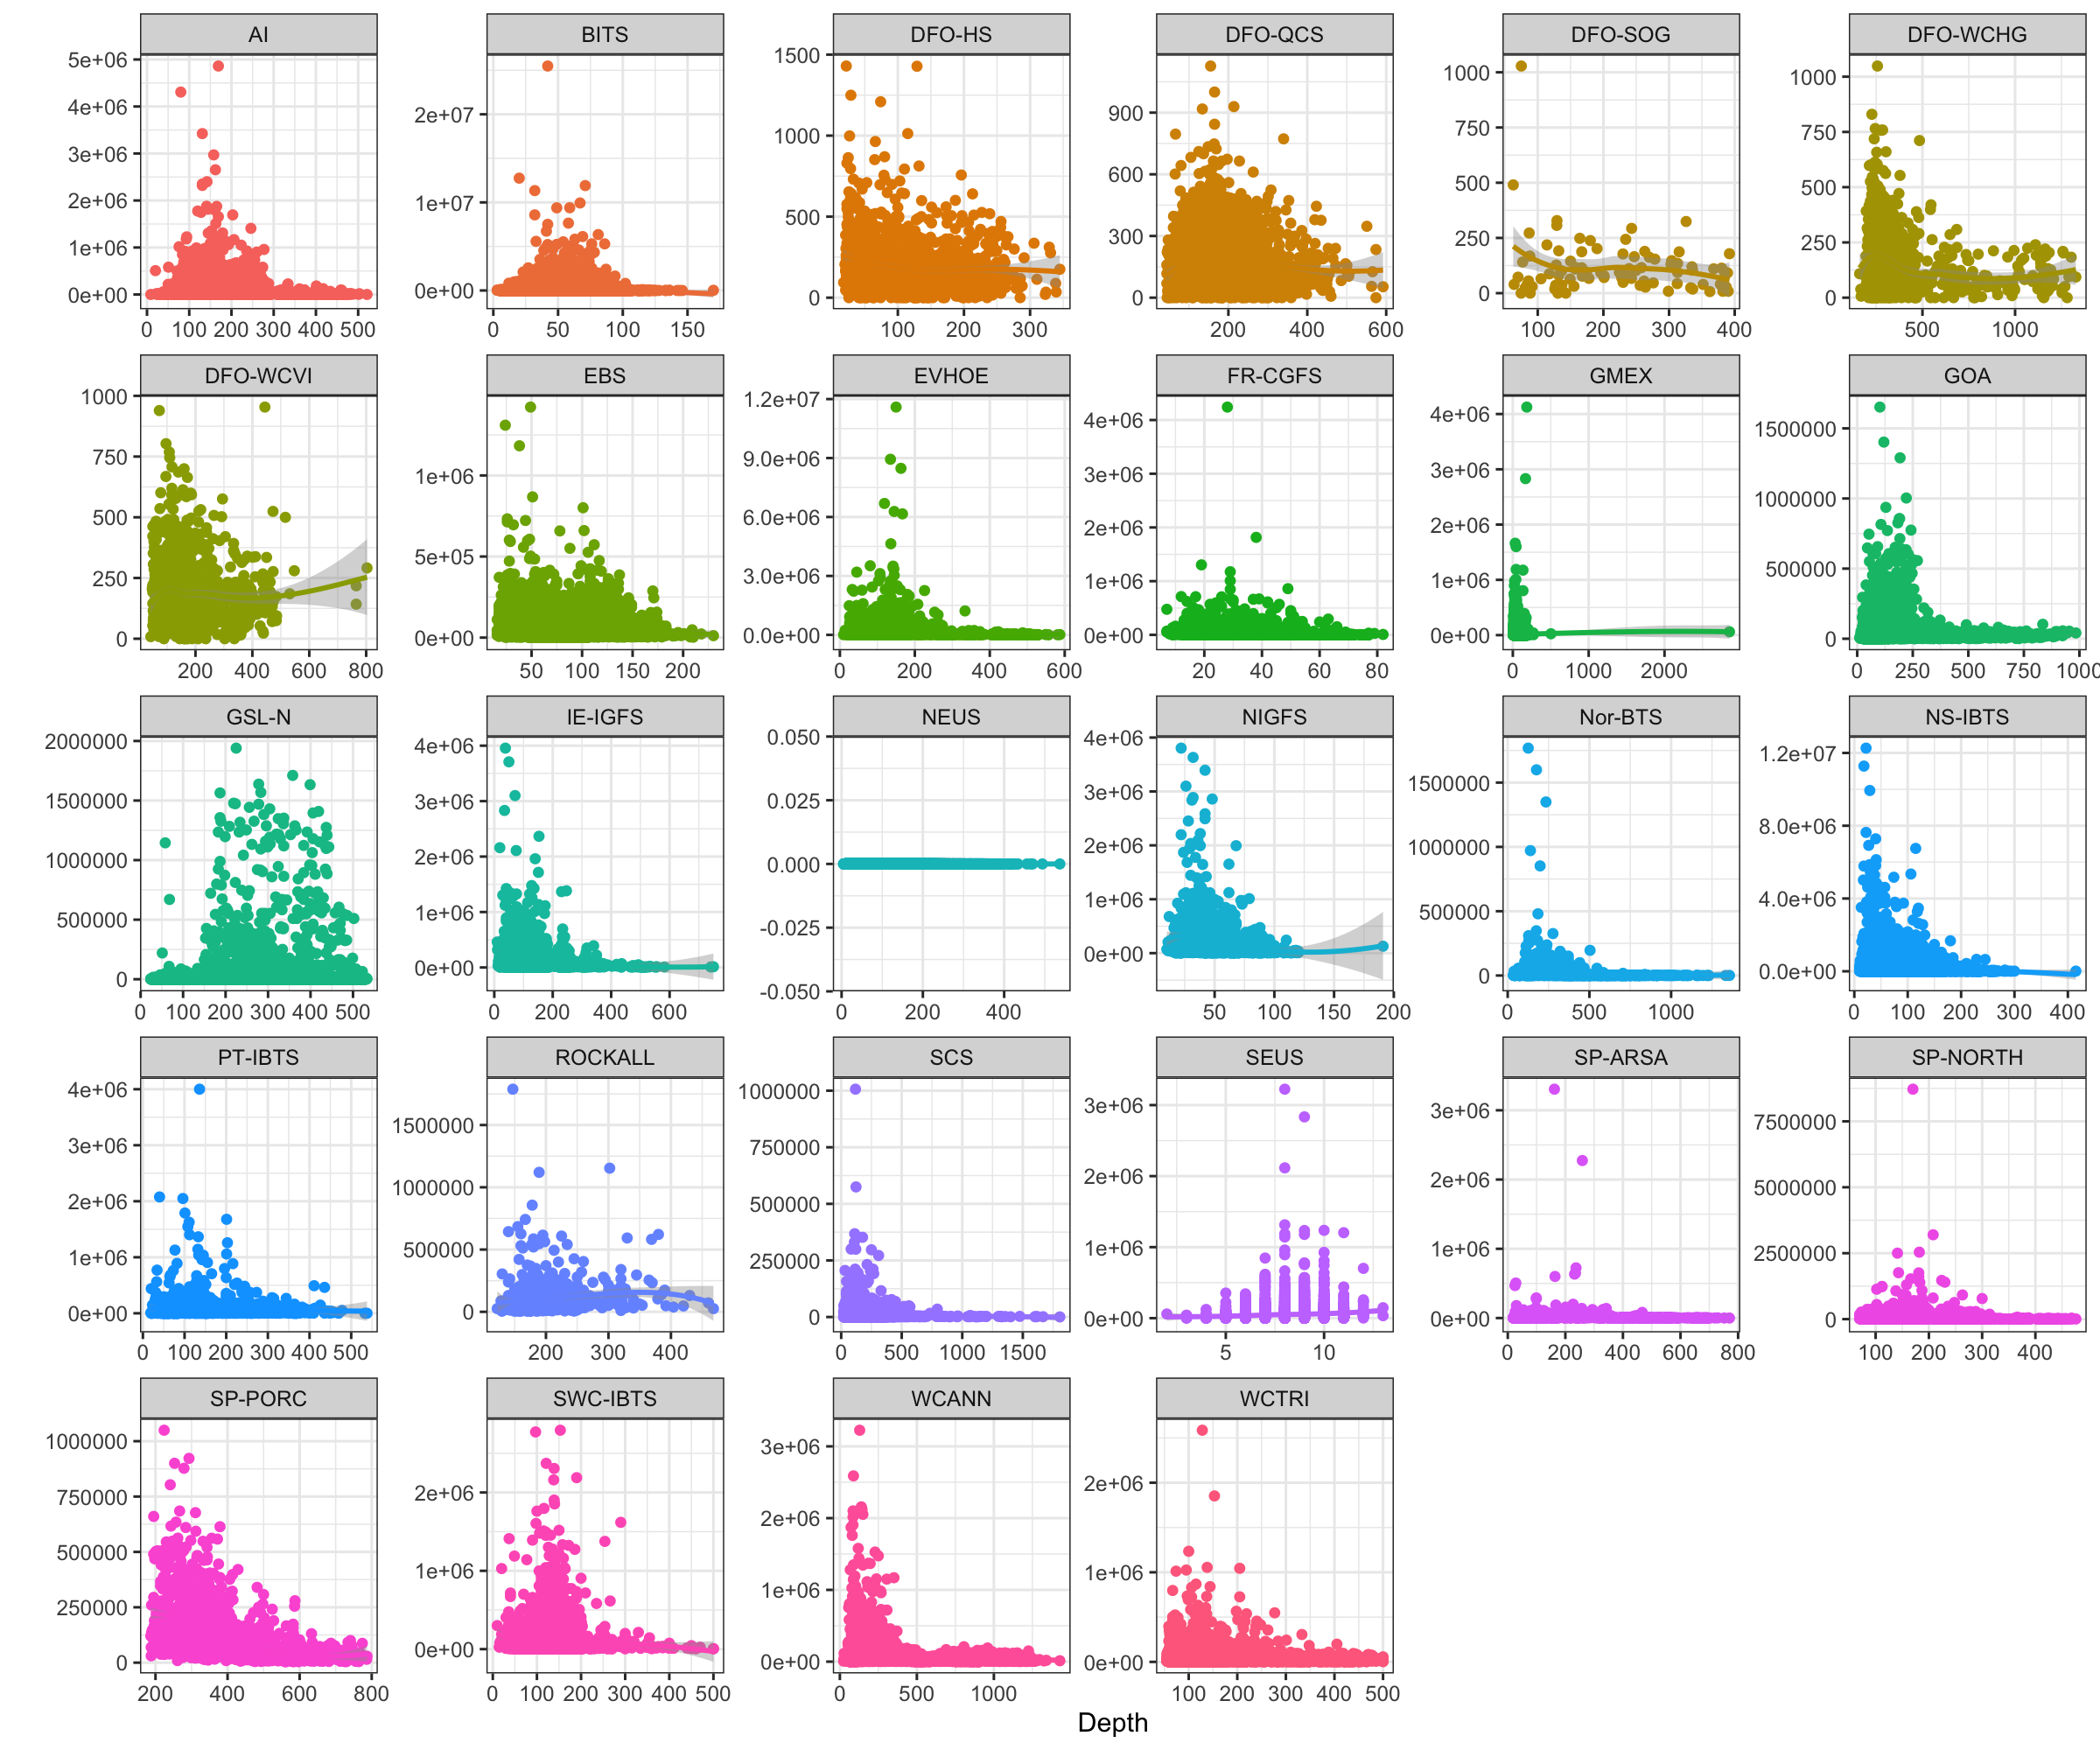 AI BITS DFO-HS DFO-QCS DFO-SOG DFO-WCHG
5e+06
4e+06
3e+06
2e+06
1e+06
0e+00
0 100 200 300 400 500
2e+07
1e+07
0e+00
0 50 100 150
1500
1000
500
0
100 200 300
900
600
300
0
200 400 600
1000
750
500
250
0
100 200 300 400
1000
750
500
250
0
500 1000
DFO-WCVI EBS EVHOE FR-CGFS GMEX GOA
1000
750
500
250
0
200 400 600 800
1e+06
5e+05
0e+00
50 100 150 200
1.2e+07
9.0e+06
6.0e+06
3.0e+06
0.0e+00
0 200 400 600
4e+06
3e+06
2e+06
1e+06
0e+00
20 40 60 80
4e+06
3e+06
2e+06
1e+06
0e+00
0 1000 2000
1500000
1000000
500000
0
0 250 500 750 1000
GSL-N IE-IGFS NEUS NIGFS Nor-BTS NS-IBTS
2000000
1500000
1000000
500000
0
0 100 200 300 400 500
4e+06
3e+06
2e+06
1e+06
0e+00
0 200 400 600
0.050
0.025
0.000
-0.025
-0.050
0 200 400
4e+06
3e+06
2e+06
1e+06
0e+00
50 100 150 200
1500000
1000000
500000
0
0 500 1000
1.2e+07
8.0e+06
4.0e+06
0.0e+00
0 100 200 300 400
PT-IBTS ROCKALL SCS SEUS SP-ARSA SP-NORTH
4e+06
3e+06
2e+06
1e+06
0e+00
0 100 200 300 400 500
1500000
1000000
500000
0
200 300 400
1000000
750000
500000
250000
0
0 500 1000 1500
3e+06
2e+06
1e+06
0e+00
5 10
3e+06
2e+06
1e+06
0e+00
0 200 400 600 800
7500000
5000000
2500000
0
100 200 300 400
SP-PORC SWC-IBTS WCANN WCTRI
1000000
750000
500000
250000
0
200 400 600 800
2e+06
1e+06
0e+00
0 100 200 300 400 500
3e+06
2e+06
1e+06
0e+00
0 500 1000
2e+06
1e+06
0e+00
100 200 300 400 500
Depth